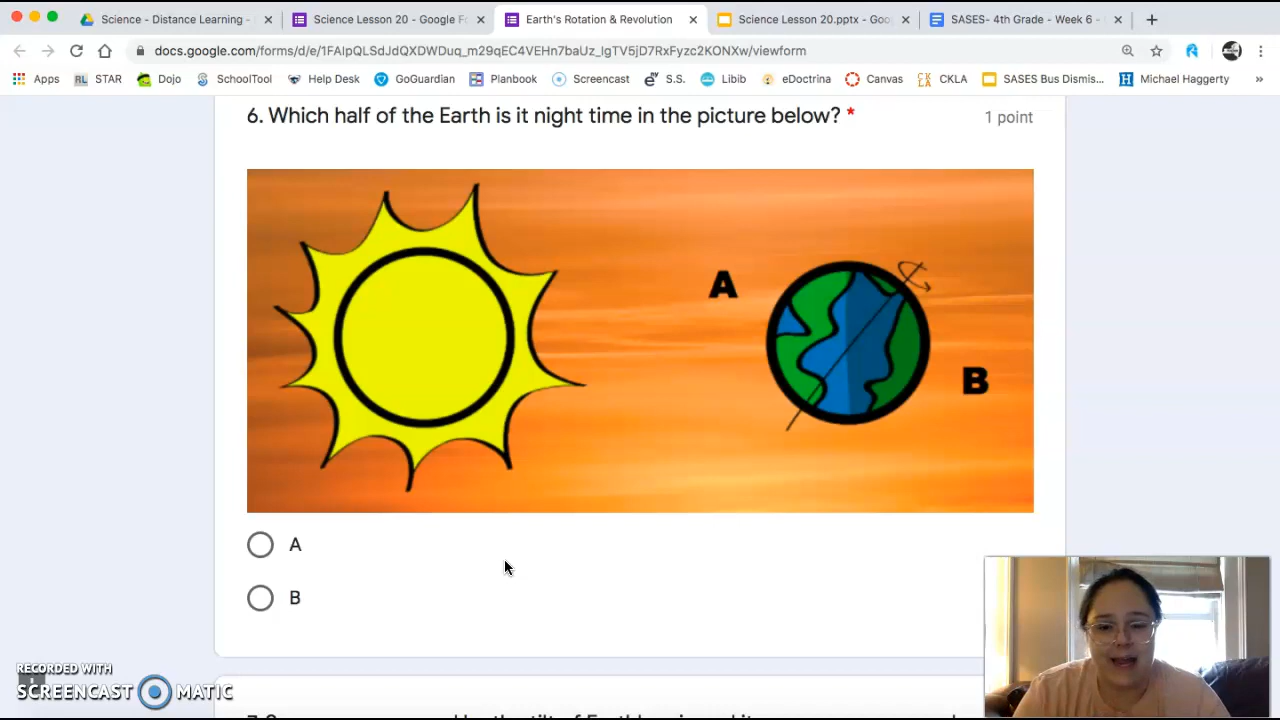 Science - Distance Learning -
Science Lesson 20 - Google Fo
Earth's Rotation & Revolution
Science Lesson 20.pptx - Goo
SASES- 4th Grade - Week 6 -
docs.google.com/forms/d/e/1FAIpQLSdJdQXDWDuq_m29qEC4VEHn7baUz_IgTV5jD7RxFyzc2KONXw/viewform
Apps STAR Dojo SchoolTool Help Desk GoGuardian Planbook Screencast S.S. Libib eDoctrina Canvas CKLA SASES Bus Dismis... Michael Haggerty »
6. Which half of the Earth is it night time in the picture below? * 1 point
A
B
A
B
RECORDED WITH
SCREENCAST MATIC